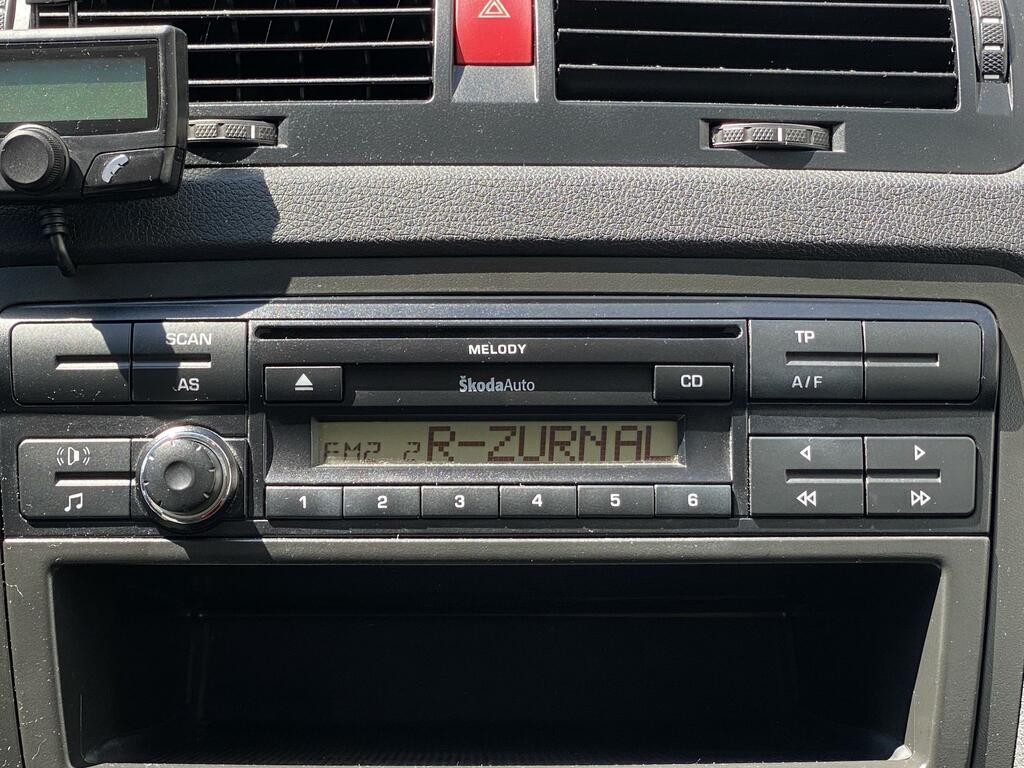 SCAN
AS
MELODY
ŠkodaAuto
CD
TP
A/F
FM2 2 R-ZURNAL
1 2 3 4 5 6